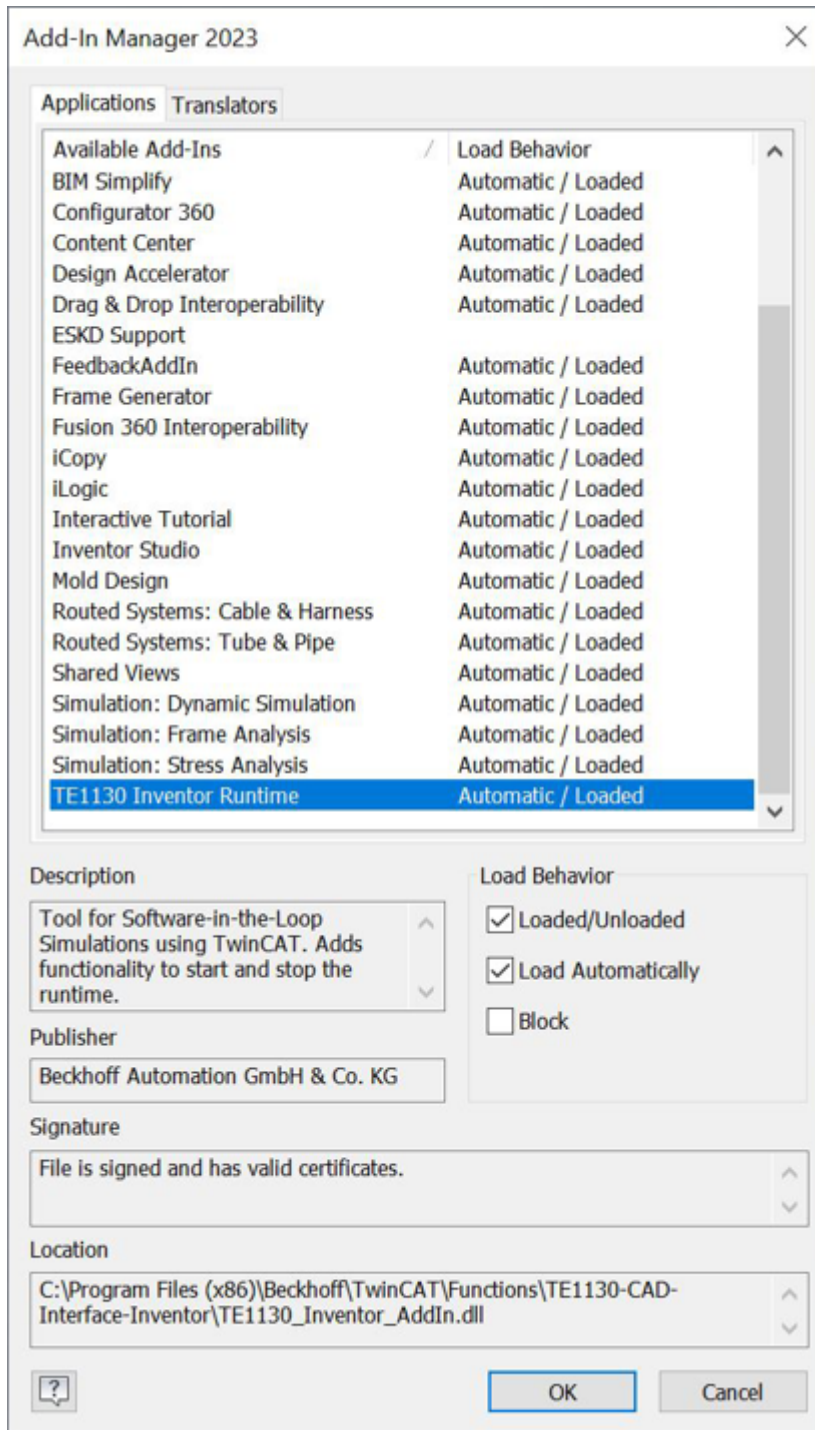 Add-In Manager 2023
Applications Translators
Available Add-Ins / Load Behavior
BIM Simplify Automatic / Loaded
Configurator 360 Automatic / Loaded
Content Center Automatic / Loaded
Design Accelerator Automatic / Loaded
Drag & Drop Interoperability Automatic / Loaded
ESKD Support
FeedbackAddIn Automatic / Loaded
Frame Generator Automatic / Loaded
Fusion 360 Interoperability Automatic / Loaded
iCopy Automatic / Loaded
iLogic Automatic / Loaded
Interactive Tutorial Automatic / Loaded
Inventor Studio Automatic / Loaded
Mold Design Automatic / Loaded
Routed Systems: Cable & Harness Automatic / Loaded
Routed Systems: Tube & Pipe Automatic / Loaded
Shared Views Automatic / Loaded
Simulation: Dynamic Simulation Automatic / Loaded
Simulation: Frame Analysis Automatic / Loaded
Simulation: Stress Analysis Automatic / Loaded
TE1130 Inventor Runtime Automatic / Loaded
Description
Tool for Software-in-the-Loop
Simulations using TwinCAT. Adds
functionality to start and stop the
runtime.
Load Behavior
Loaded/Unloaded
Load Automatically
Block
Publisher
Beckhoff Automation GmbH & Co. KG
Signature
File is signed and has valid certificates.
Location
C:\Program Files (x86)\Beckhoff\TwinCAT\Functions\TE1130-CAD-
Interface-Inventor\TE1130_Inventor_AddIn.dll
?
OK Cancel